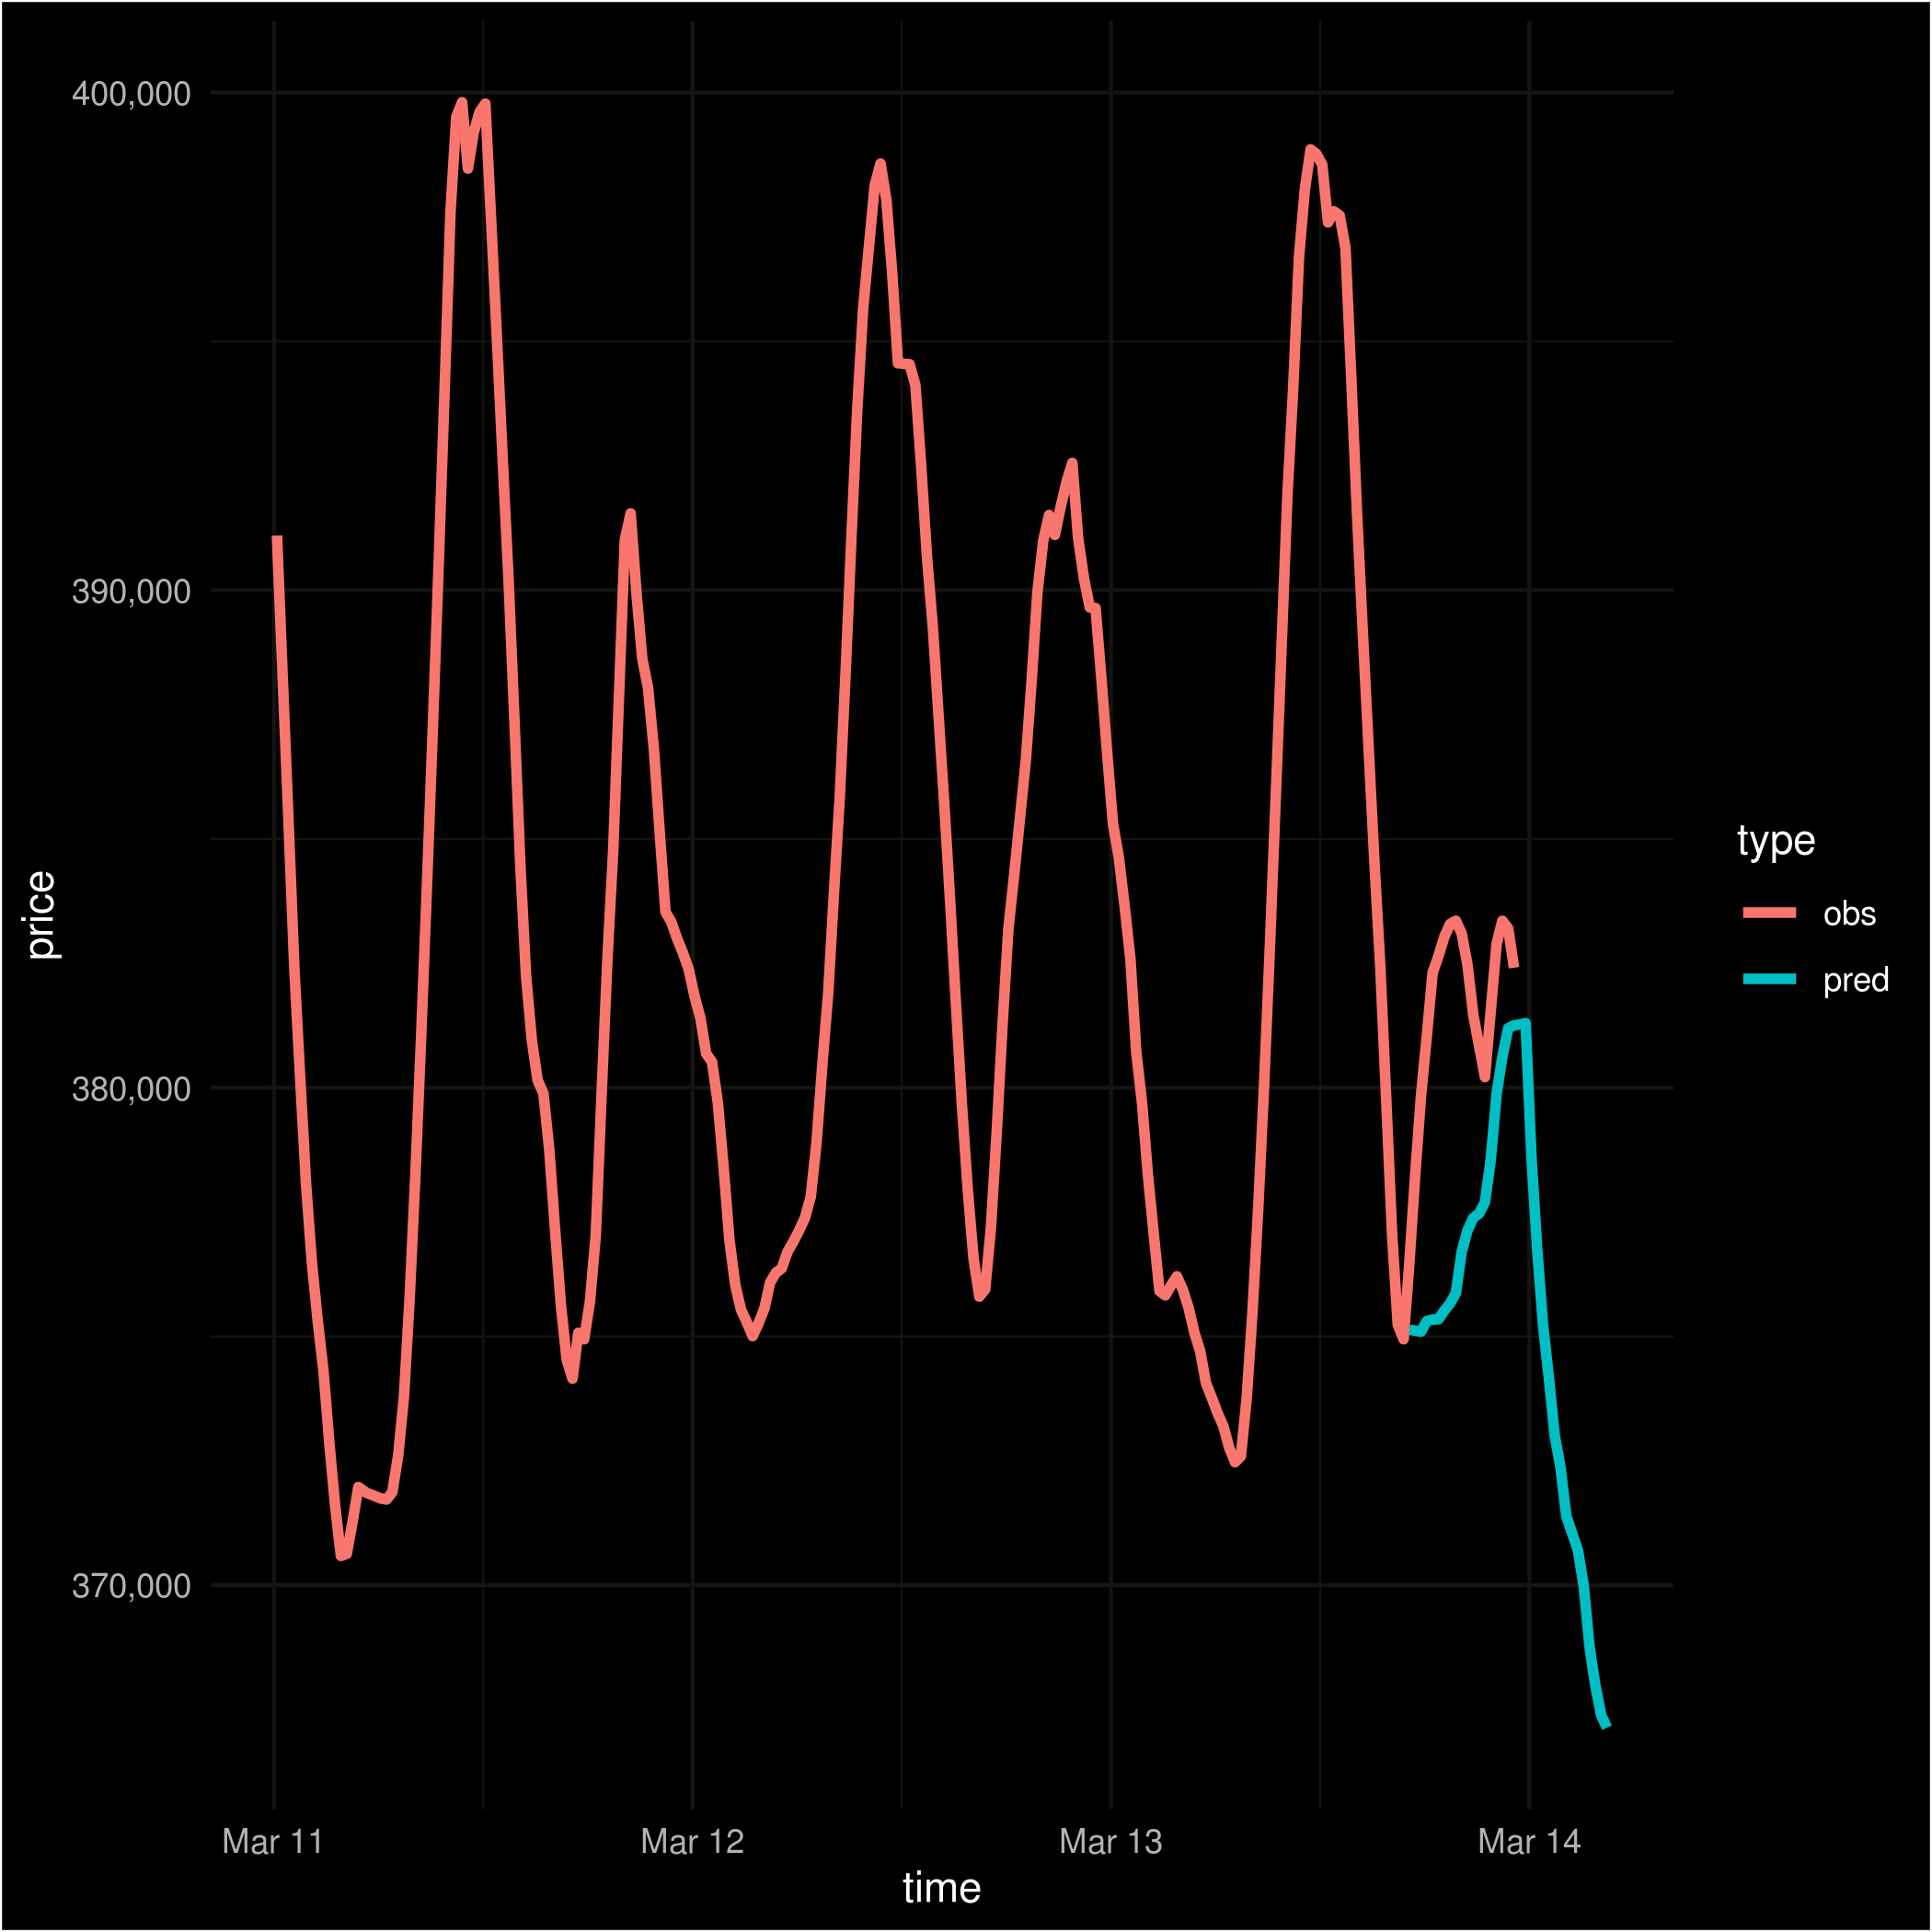 400,000
390,000
380,000
370,000
price
Mar 11
Mar 12
Mar 13
Mar 14
time
type
obs
pred